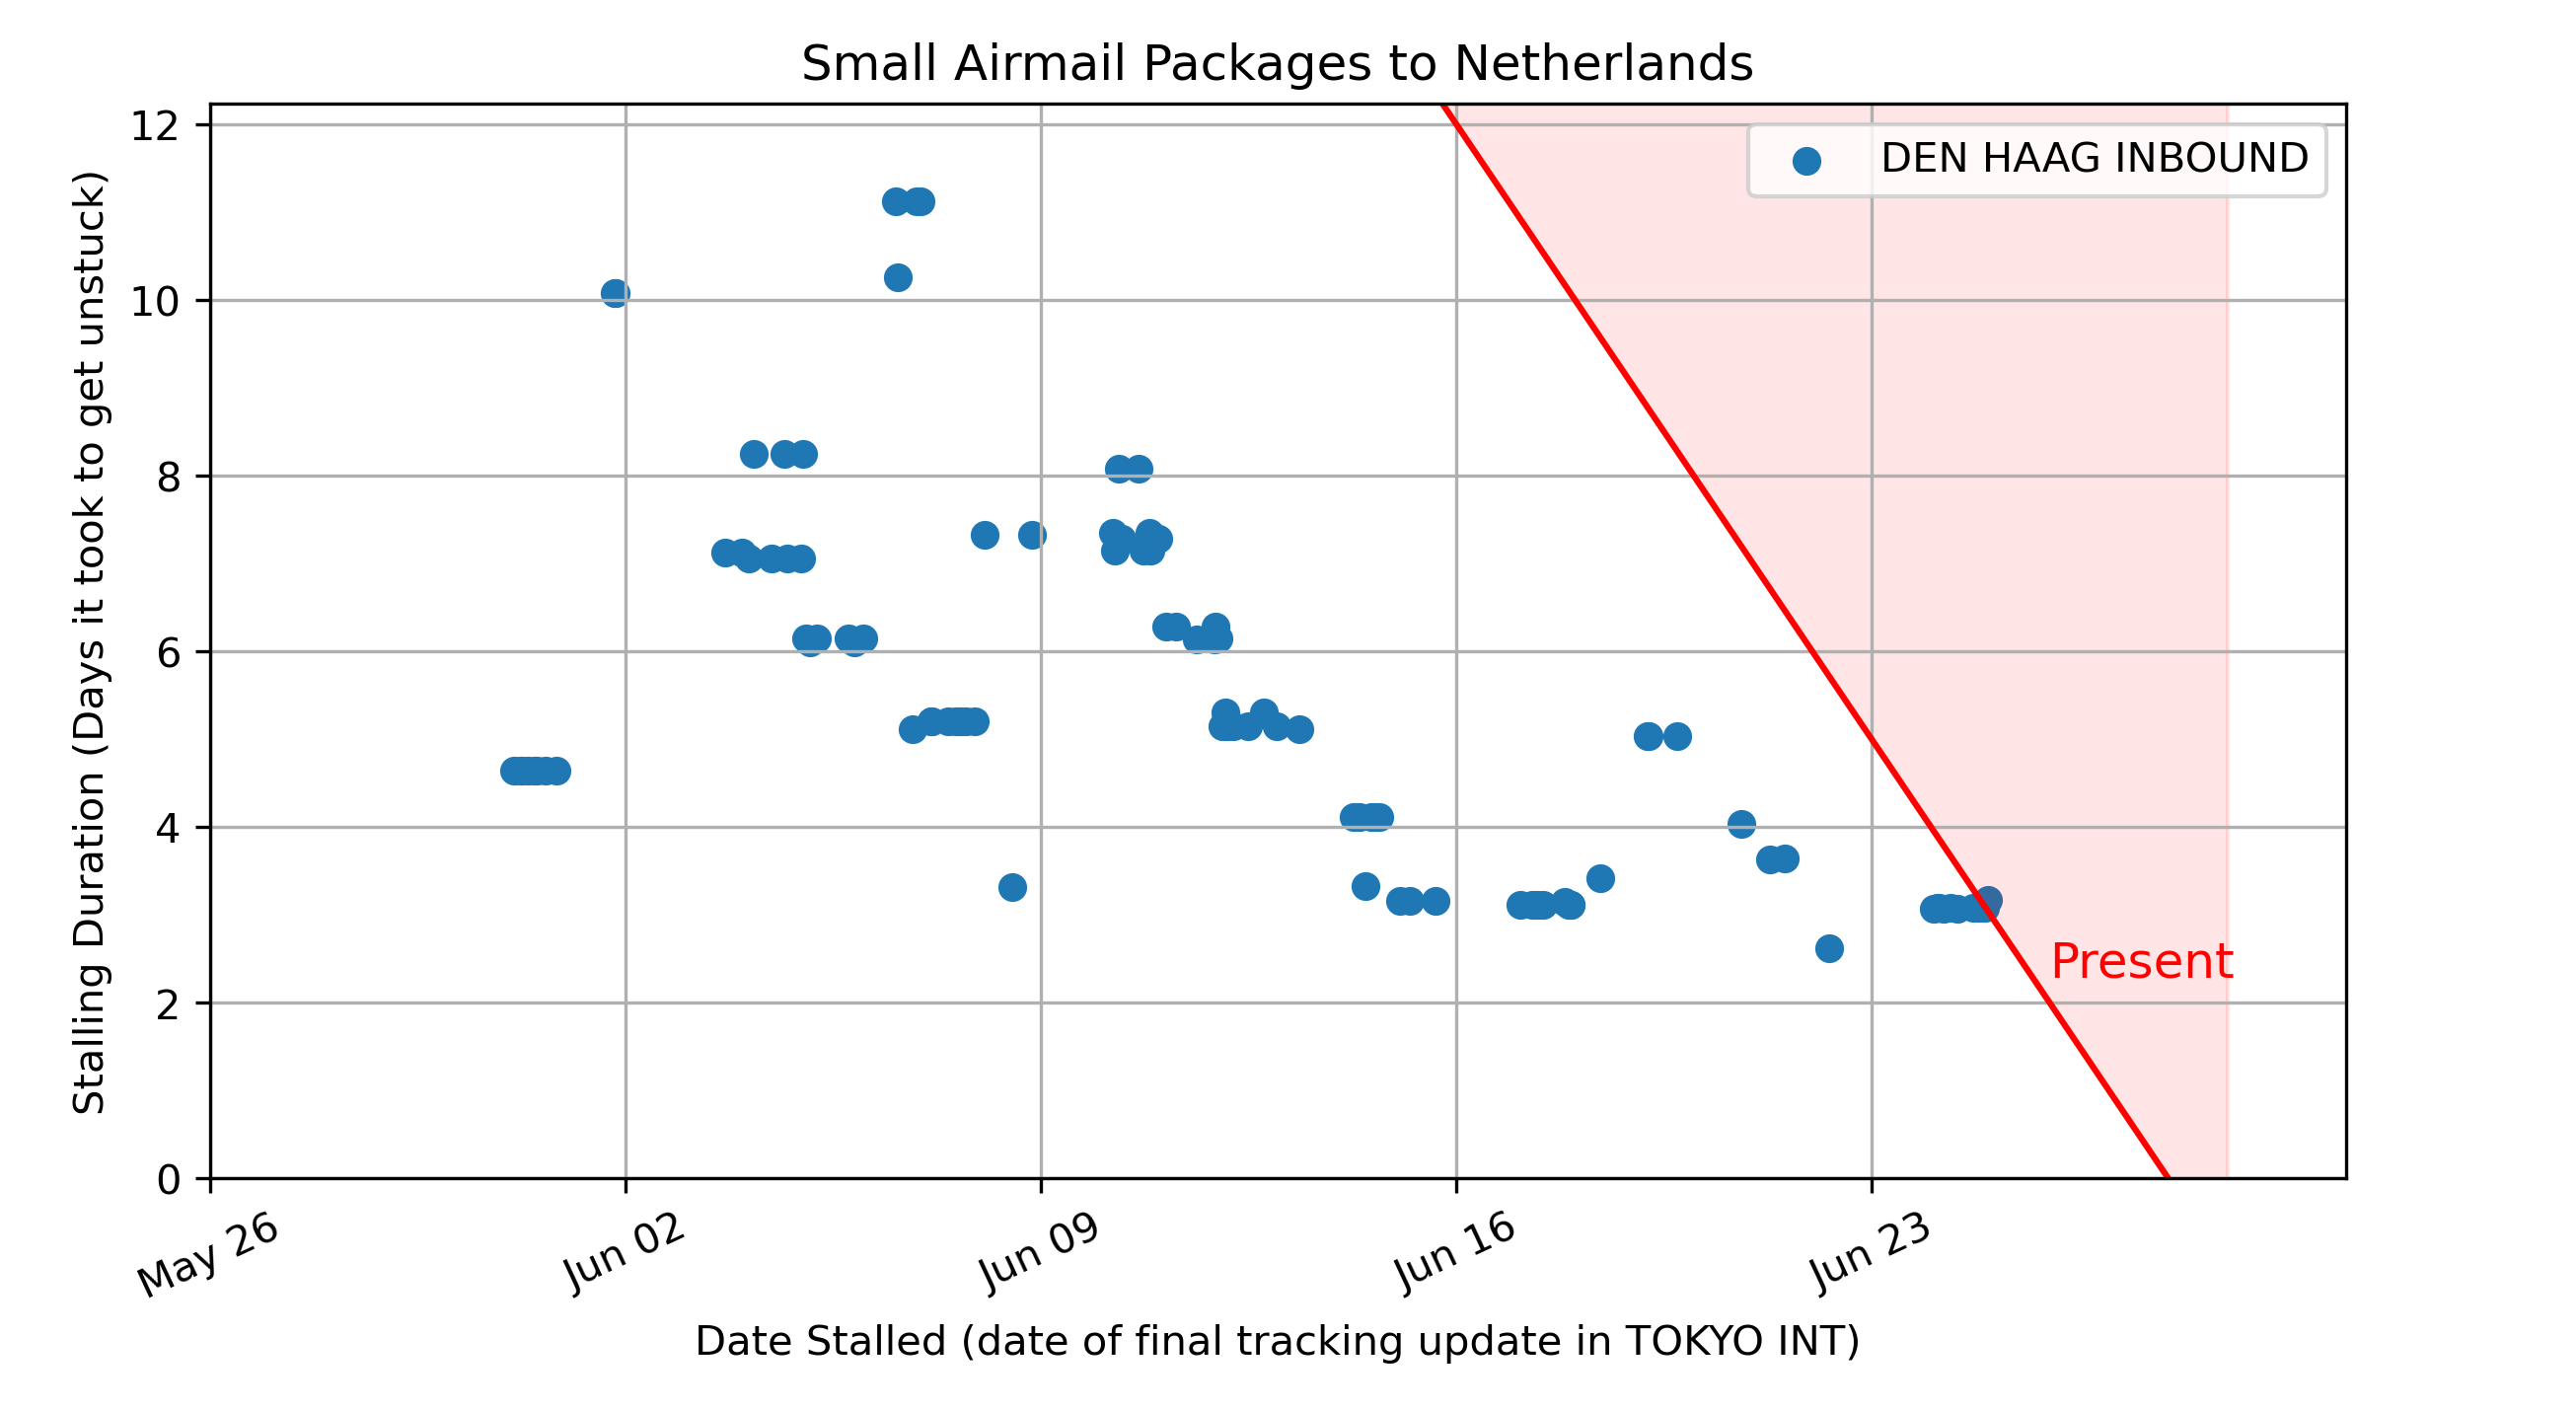 Small Airmail Packages to Netherlands
DEN HAAG INBOUND
Stalling Duration (Days it took to get unstuck)
12
10
8
6
4
2
0
Present
May 26
Jun 02
Jun 09
Jun 16
Jun 23
Date Stalled (date of final tracking update in TOKYO INT)